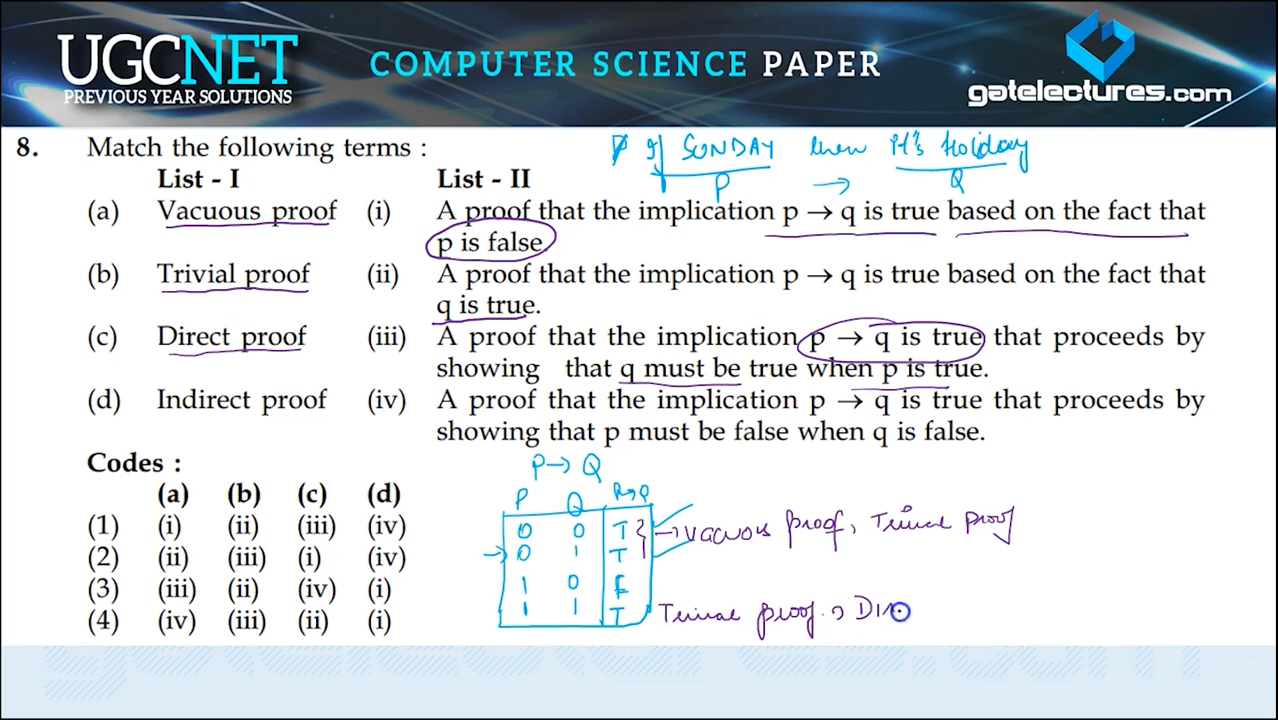 UGCNET
PREVIOUS YEAR SOLUTIONS
COMPUTER SCIENCE PAPER
gatelectures.com
If SUNDAY then it's Holiday
P → Q
8. Match the following terms :
List - I List - II
(a) Vacuous proof (i) A proof that the implication p → q is true based on the fact that
p is false.
(b) Trivial proof (ii) A proof that the implication p → q is true based on the fact that
q is true.
(c) Direct proof (iii) A proof that the implication p → q is true that proceeds by
showing that q must be true when p is true.
(d) Indirect proof (iv) A proof that the implication p → q is true that proceeds by
showing that p must be false when q is false.
Codes :
(a) (b) (c) (d)
(1) (i) (ii) (iii) (iv)
(2) (ii) (iii) (i) (iv)
(3) (iii) (ii) (iv) (i)
(4) (iv) (iii) (ii) (i)
P → Q
P Q P→Q
0 0 T → Vacuous proof, Trivial proof
→ 0 1 T
1 0 F
1 1 T Trivial proof, DIR